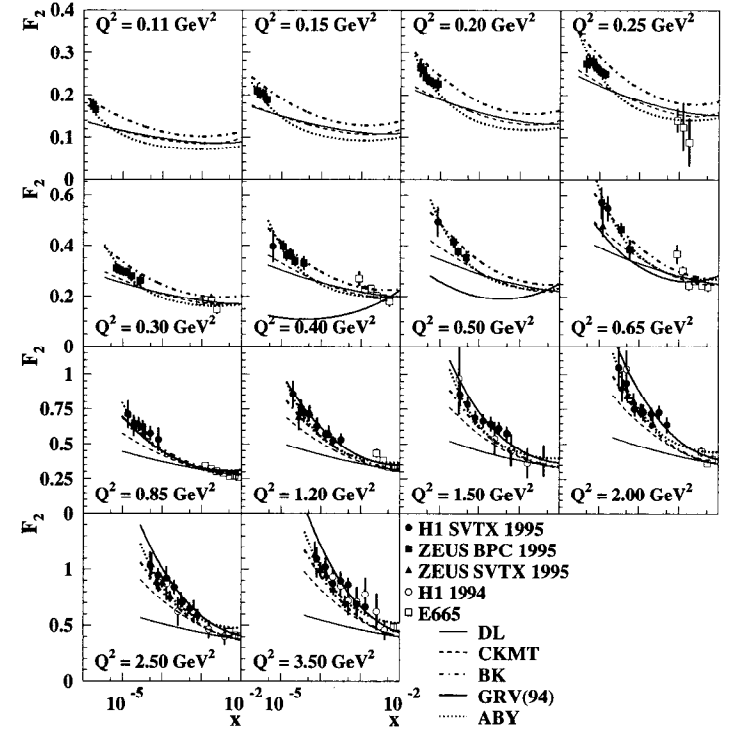 F2
0.4
0.3
0.2
0.1
0
Q2 = 0.11 GeV2
Q2 = 0.15 GeV2
Q2 = 0.20 GeV2
Q2 = 0.25 GeV2
F2
0.6
0.4
0.2
0
Q2 = 0.30 GeV2
Q2 = 0.40 GeV2
Q2 = 0.50 GeV2
Q2 = 0.65 GeV2
F2
1
0.75
0.5
0.25
0
Q2 = 0.85 GeV2
Q2 = 1.20 GeV2
Q2 = 1.50 GeV2
Q2 = 2.00 GeV2
F2
1
0.5
0
Q2 = 2.50 GeV2
Q2 = 3.50 GeV2
10-5
10-2
10-5
10-2
x
x
H1 SVTX 1995
ZEUS BPC 1995
ZEUS SVTX 1995
H1 1994
E665
DL
CKMT
BK
GRV(94)
ABY